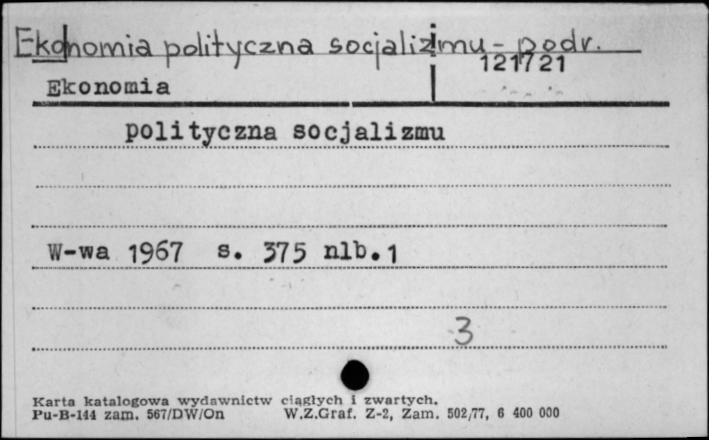 Ekonomia polityczna socjalizmu - podr.
121721
Ekonomia
polityczna socjalizmu
W-wa 1967 s. 375 nlb.1
3
Karta katalogowa wydawnictw ciągłych i zwartych.
Pu-B-144 zam. 567/DW/On W.Z.Graf. Z-2, Zam. 502/77, 6 400 000